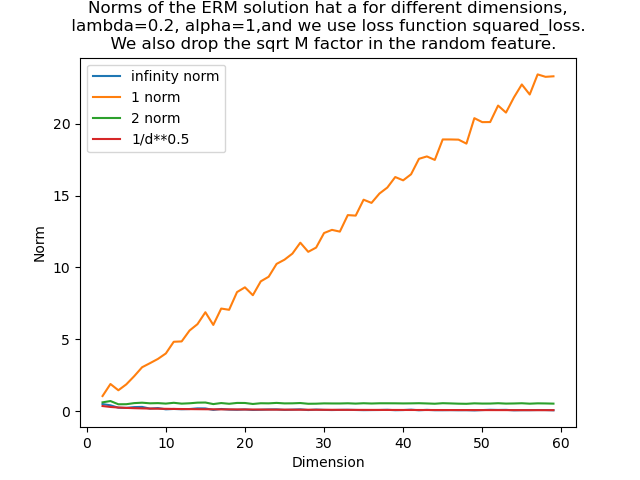 Norms of the ERM solution hat a for different dimensions,
lambda=0.2, alpha=1,and we use loss function squared_loss.
We also drop the sqrt M factor in the random feature.
infinity norm
1 norm
2 norm
1/d**0.5
Norm
20
15
10
5
0
0 10 20 30 40 50 60
Dimension